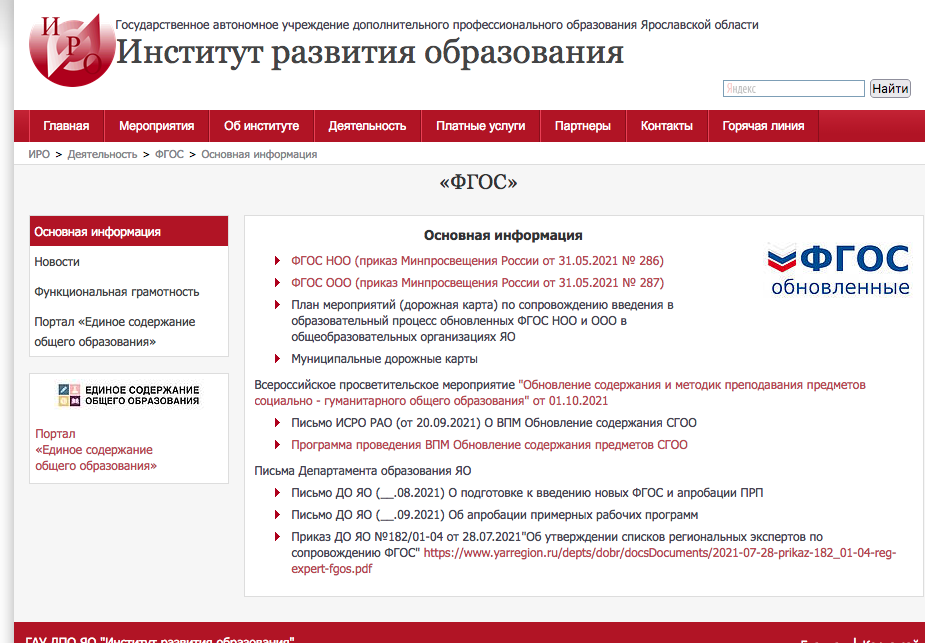 И Р О
Государственное автономное учреждение дополнительного профессионального образования Ярославской области
Институт развития образования
Яндекс
Найти
Главная Мероприятия Об институте Деятельность Платные услуги Партнеры Контакты Горячая линия
ИРО > Деятельность > ФГОС > Основная информация
«ФГОС»
Основная информация
Новости
Функциональная грамотность
Портал «Единое содержание
общего образования»
ЕДИНОЕ СОДЕРЖАНИЕ
ОБЩЕГО ОБРАЗОВАНИЯ
Портал
«Единое содержание
общего образования»
Основная информация
ФГОС
обновленные
ФГОС НОО (приказ Минпросвещения России от 31.05.2021 № 286)
ФГОС ООО (приказ Минпросвещения России от 31.05.2021 № 287)
План мероприятий (дорожная карта) по сопровождению введения в
образовательный процесс обновленных ФГОС НОО и ООО в
общеобразовательных организациях ЯО
Муниципальные дорожные карты
Всероссийское просветительское мероприятие "Обновление содержания и методик преподавания предметов
социально - гуманитарного общего образования" от 01.10.2021
Письмо ИСРО РАО (от 20.09.2021) О ВПМ Обновление содержания СГОО
Программа проведения ВПМ Обновление содержания предметов СГОО
Письма Департамента образования ЯО
Письмо ДО ЯО (__.08.2021) О подготовке к введению новых ФГОС и апробации ПРП
Письмо ДО ЯО (__.09.2021) Об апробации примерных рабочих программ
Приказ ДО ЯО №182/01-04 от 28.07.2021"Об утверждении списков региональных экспертов по
сопровождению ФГОС" https://www.yarregion.ru/depts/dobr/docsDocuments/2021-07-28-prikaz-182_01-04-reg-
expert-fgos.pdf
ГАУ ДПО ЯО "Институт развития образования"